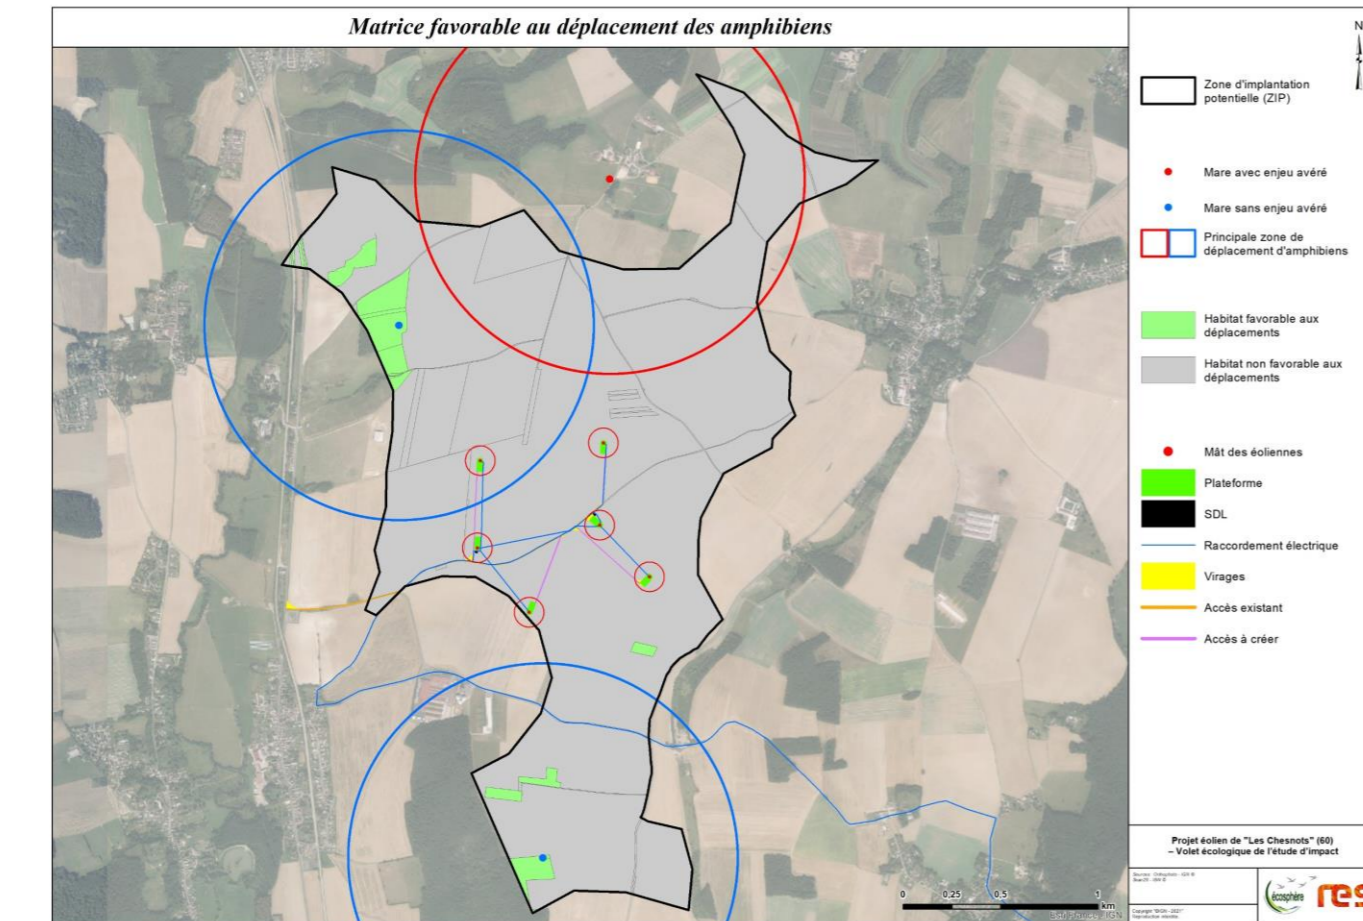 Matrice favorable au déplacement des amphibiens
N
Zone d'implantation
potentielle (ZIP)
Mare avec enjeu avéré
Mare sans enjeu avéré
Principale zone de
déplacement d'amphibiens
Habitat favorable aux
déplacements
Habitat non favorable aux
déplacements
Mât des éoliennes
Plateforme
SDL
Raccordement électrique
Virages
Accès existant
Accès à créer
0 0,25 0,5 1
km
IGN
Projet éolien de "Les Chesnots" (60)
– Volet écologique de l'étude d'impact
écosphère
res